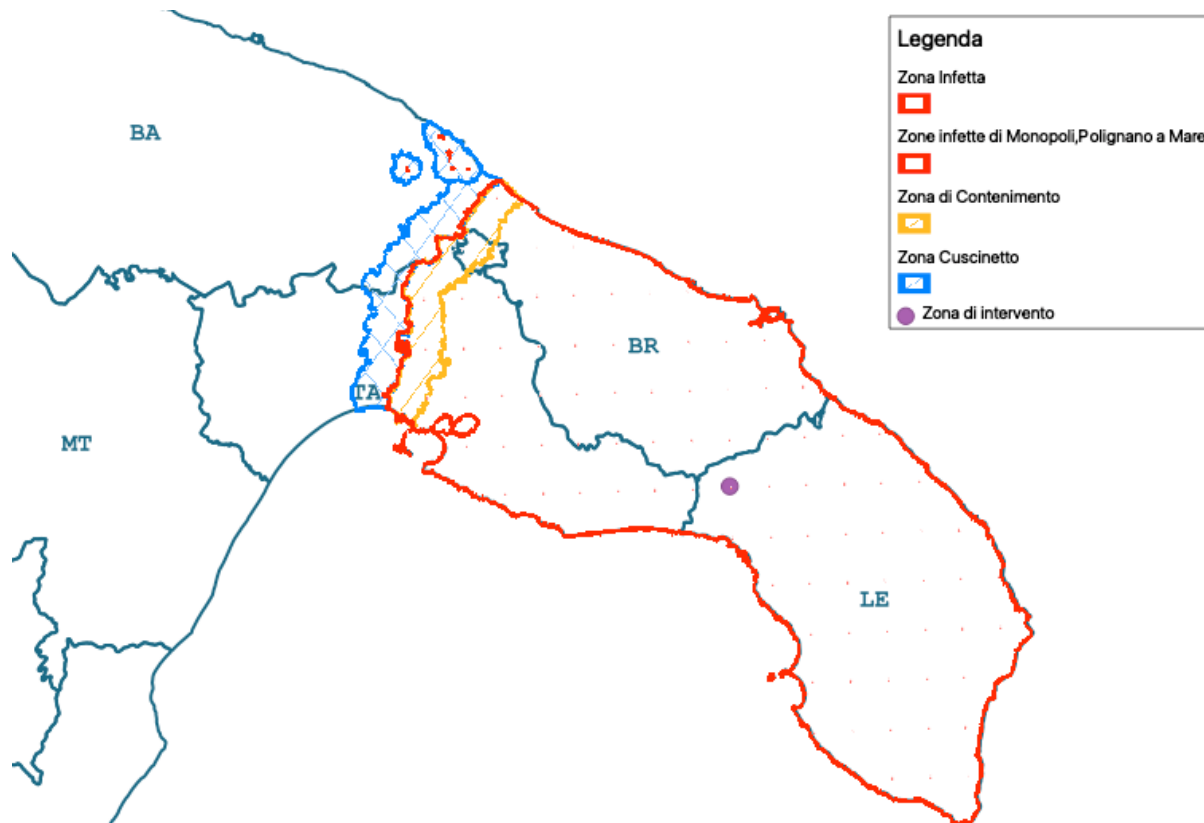 Legenda
Zona Infetta
Zone infette di Monopoli,Polignano a Mare
Zona di Contenimento
Zona Cuscinetto
Zona di intervento
BA
BR
TA
MT
LE